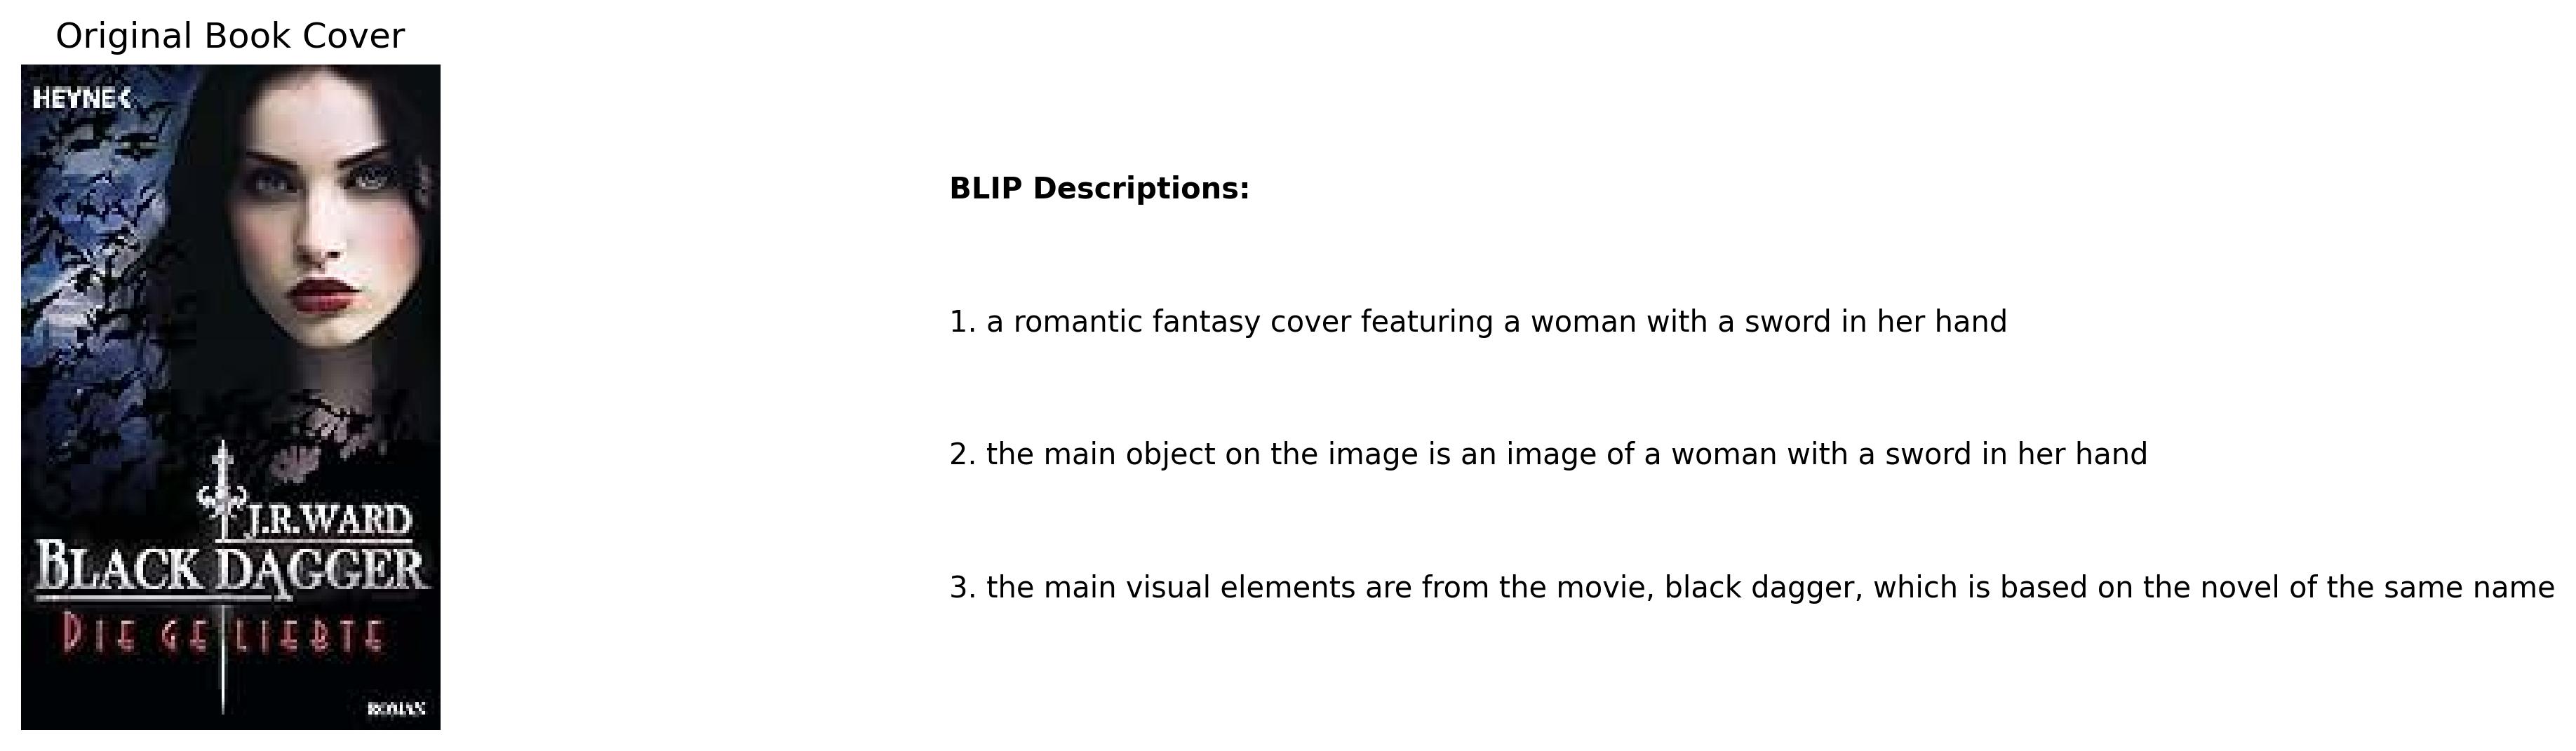 Original Book Cover
HEYNE<
J.R.WARD
BLACK DAGGER
DIE GELIEBTE
ROMAN
BLIP Descriptions:
1. a romantic fantasy cover featuring a woman with a sword in her hand
2. the main object on the image is an image of a woman with a sword in her hand
3. the main visual elements are from the movie, black dagger, which is based on the novel of the same name